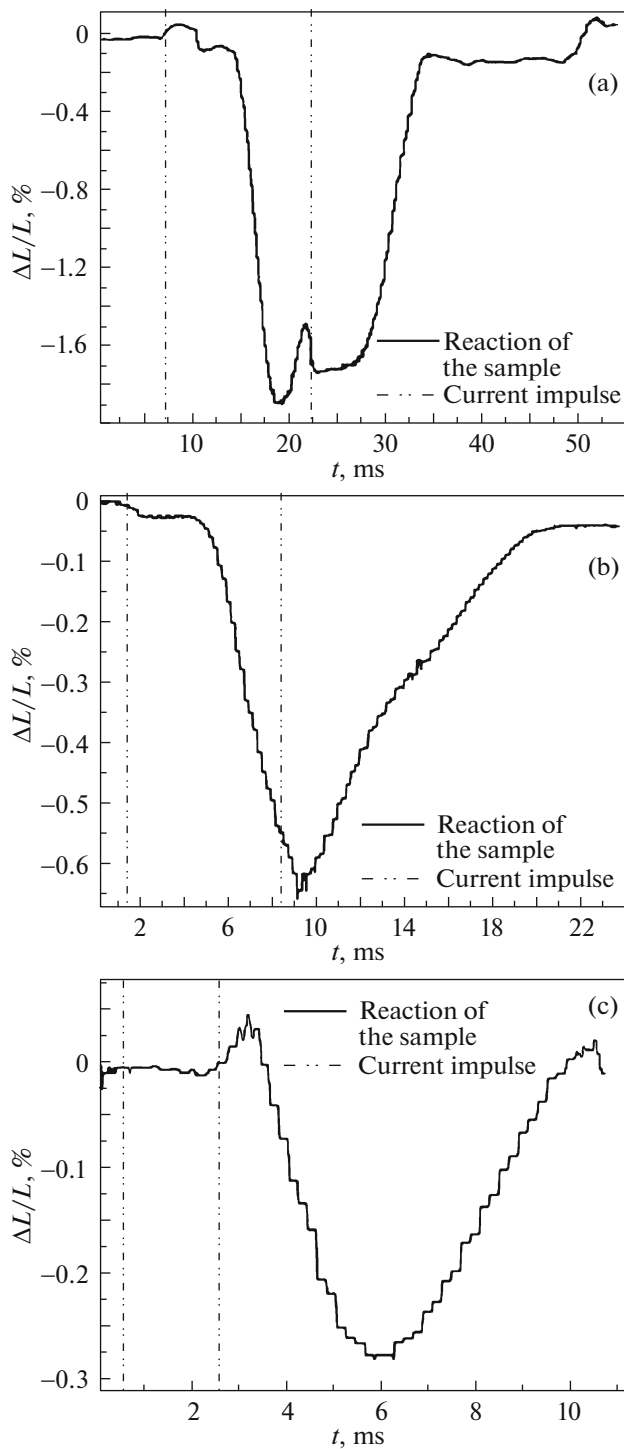 0
−0.4
−0.8
−1.2
−1.6
ΔL/L, %
(a)
Reaction of
the sample
Current impulse
10 20 30 40 50
t, ms
0
−0.1
−0.2
−0.3
−0.4
−0.5
−0.6
ΔL/L, %
(b)
Reaction of
the sample
Current impulse
2 6 10 14 18 22
t, ms
0
−0.1
−0.2
−0.3
ΔL/L, %
(c)
Reaction of
the sample
Current impulse
2 4 6 8 10
t, ms